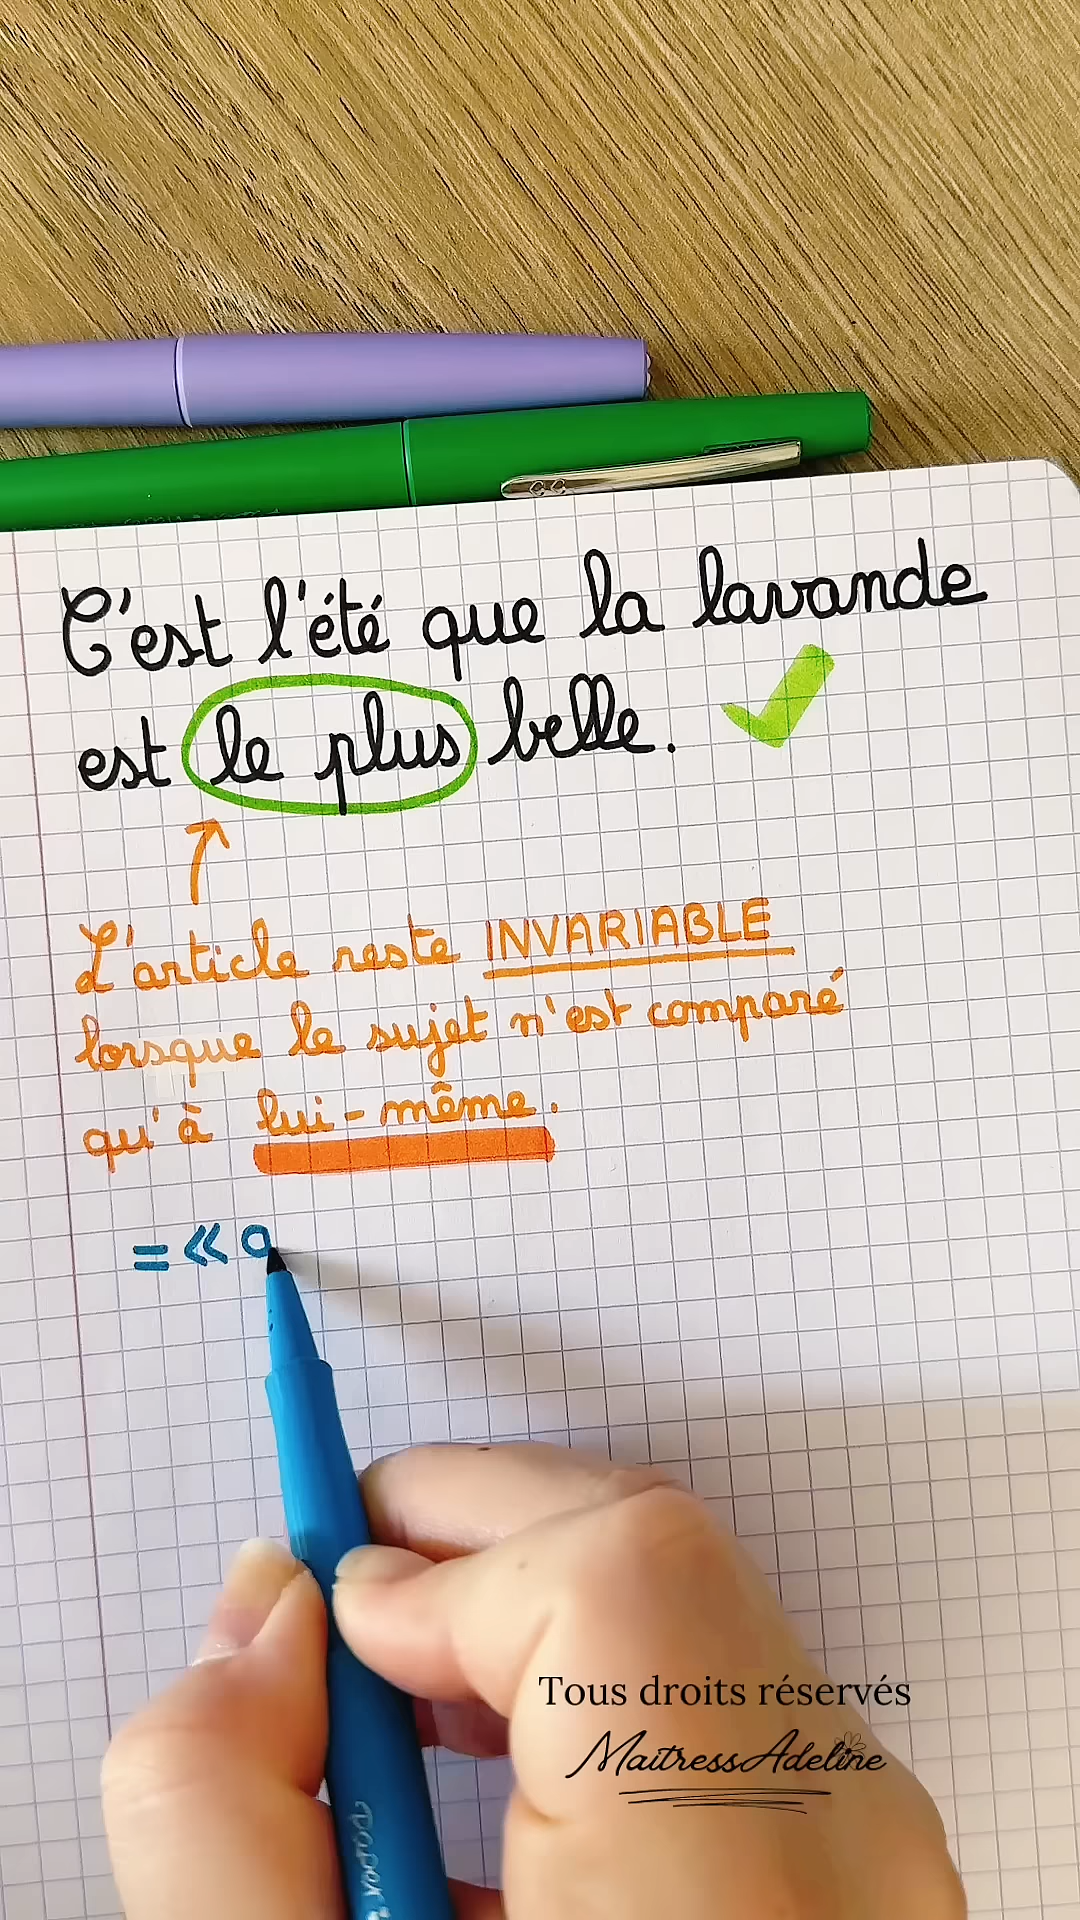 C'est l'été que la lavande
est le plus belle.
L'article reste INVARIABLE
lorsque le sujet n'est comparé
qu'à lui-même.
= «
Tous droits réservés
MaitressAdeline